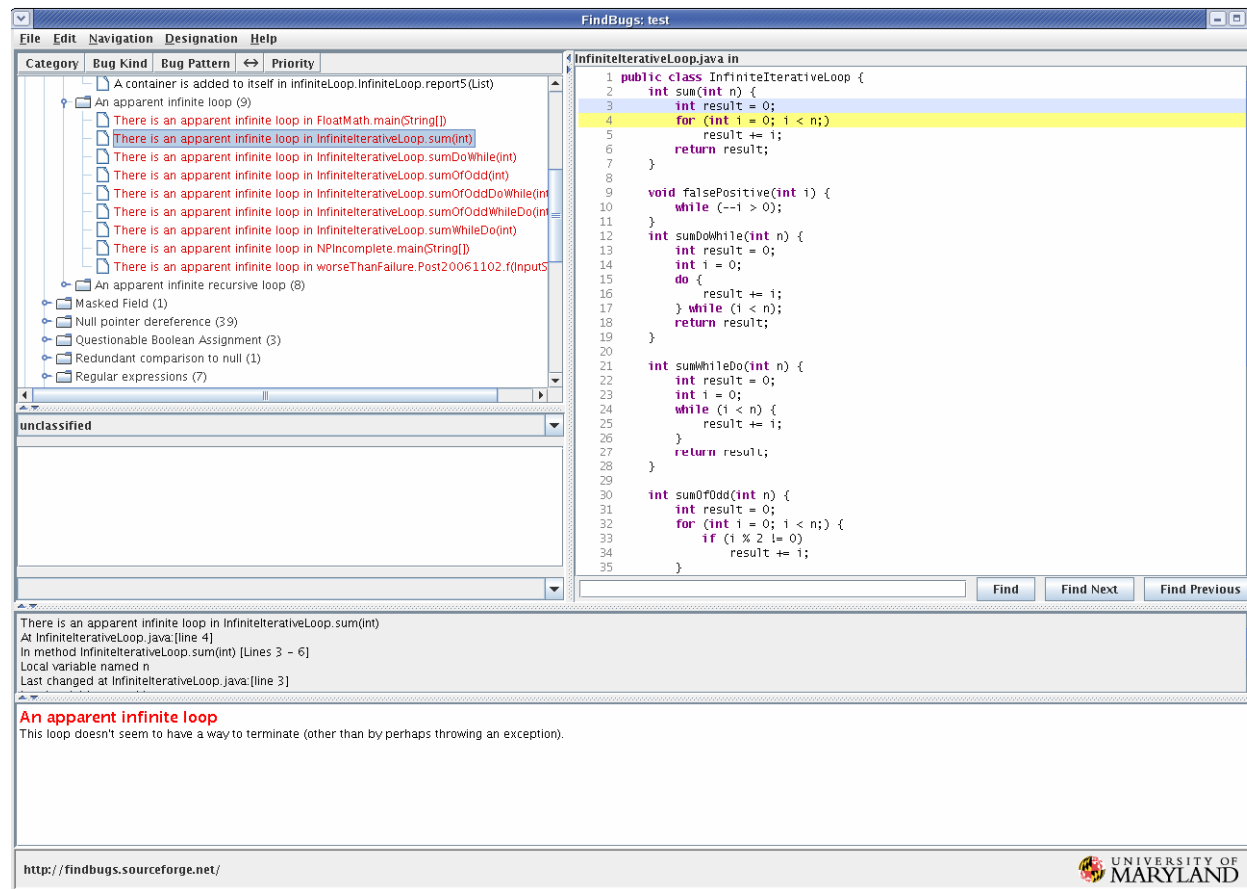 FindBugs: test
File Edit Navigation Designation Help
Category Bug Kind Bug Pattern ↔ Priority
A container is added to itself in infiniteLoop.InfiniteLoop.report5(List)
An apparent infinite loop (9)
There is an apparent infinite loop in FloatMath.main(String[])
There is an apparent infinite loop in InfiniteIterativeLoop.sum(int)
There is an apparent infinite loop in InfiniteIterativeLoop.sumDoWhile(int)
There is an apparent infinite loop in InfiniteIterativeLoop.sumOfOdd(int)
There is an apparent infinite loop in InfiniteIterativeLoop.sumOfOddDoWhile(int
There is an apparent infinite loop in InfiniteIterativeLoop.sumOfOddWhileDo(int
There is an apparent infinite loop in InfiniteIterativeLoop.sumWhileDo(int)
There is an apparent infinite loop in NPIncomplete.main(String[])
There is an apparent infinite loop in worseThanFailure.Post20061102.f(InputS
An apparent infinite recursive loop (8)
Masked Field (1)
Null pointer dereference (39)
Questionable Boolean Assignment (3)
Redundant comparison to null (1)
Regular expressions (7)
unclassified
InfiniteIterativeLoop.java in
1 public class InfiniteIterativeLoop {
2 int sum(int n) {
3 int result = 0;
4 for (int i = 0; i < n;)
5 result += i;
6 return result;
7 }
8
9 void falsePositive(int i) {
10 while (--i > 0);
11 }
12 int sumDoWhile(int n) {
13 int result = 0;
14 int i = 0;
15 do {
16 result += i;
17 } while (i < n);
18 return result;
19 }
20
21 int sumWhileDo(int n) {
22 int result = 0;
23 int i = 0;
24 while (i < n) {
25 result += i;
26 }
27 return result;
28 }
29
30 int sumOfOdd(int n) {
31 int result = 0;
32 for (int i = 0; i < n;) {
33 if (i % 2 != 0)
34 result += i;
35 }
Find Find Next Find Previous
There is an apparent infinite loop in InfiniteIterativeLoop.sum(int)
At InfiniteIterativeLoop.java:[line 4]
In method InfiniteIterativeLoop.sum(int) [Lines 3 - 6]
Local variable named n
Last changed at InfiniteIterativeLoop.java:[line 3]
An apparent infinite loop
This loop doesn't seem to have a way to terminate (other than by perhaps throwing an exception).
http://findbugs.sourceforge.net/
UNIVERSITY OF
MARYLAND